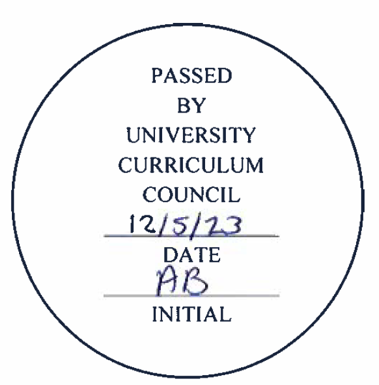 PASSED
BY
UNIVERSITY
CURRICULUM
COUNCIL
12/5/23
DATE
AB
INITIAL